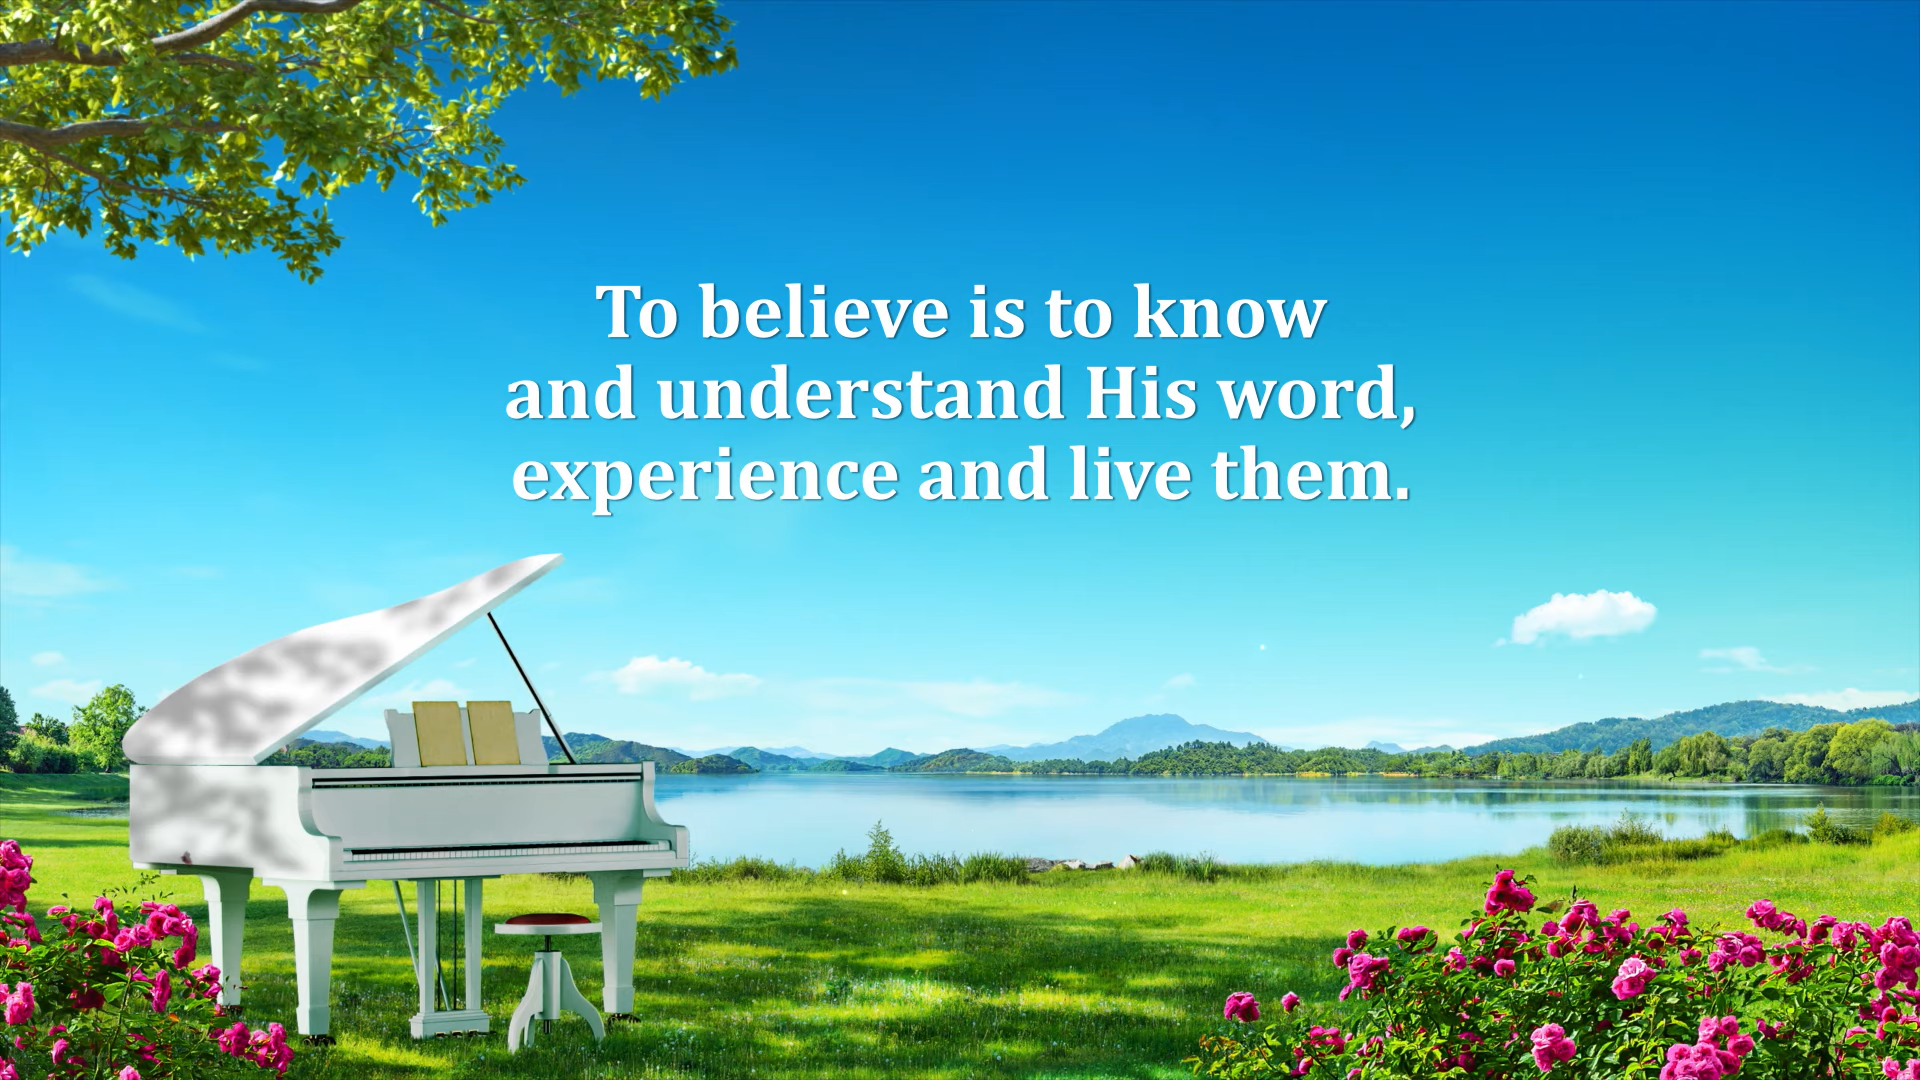 To believe is to know
and understand His word,
experience and live them.